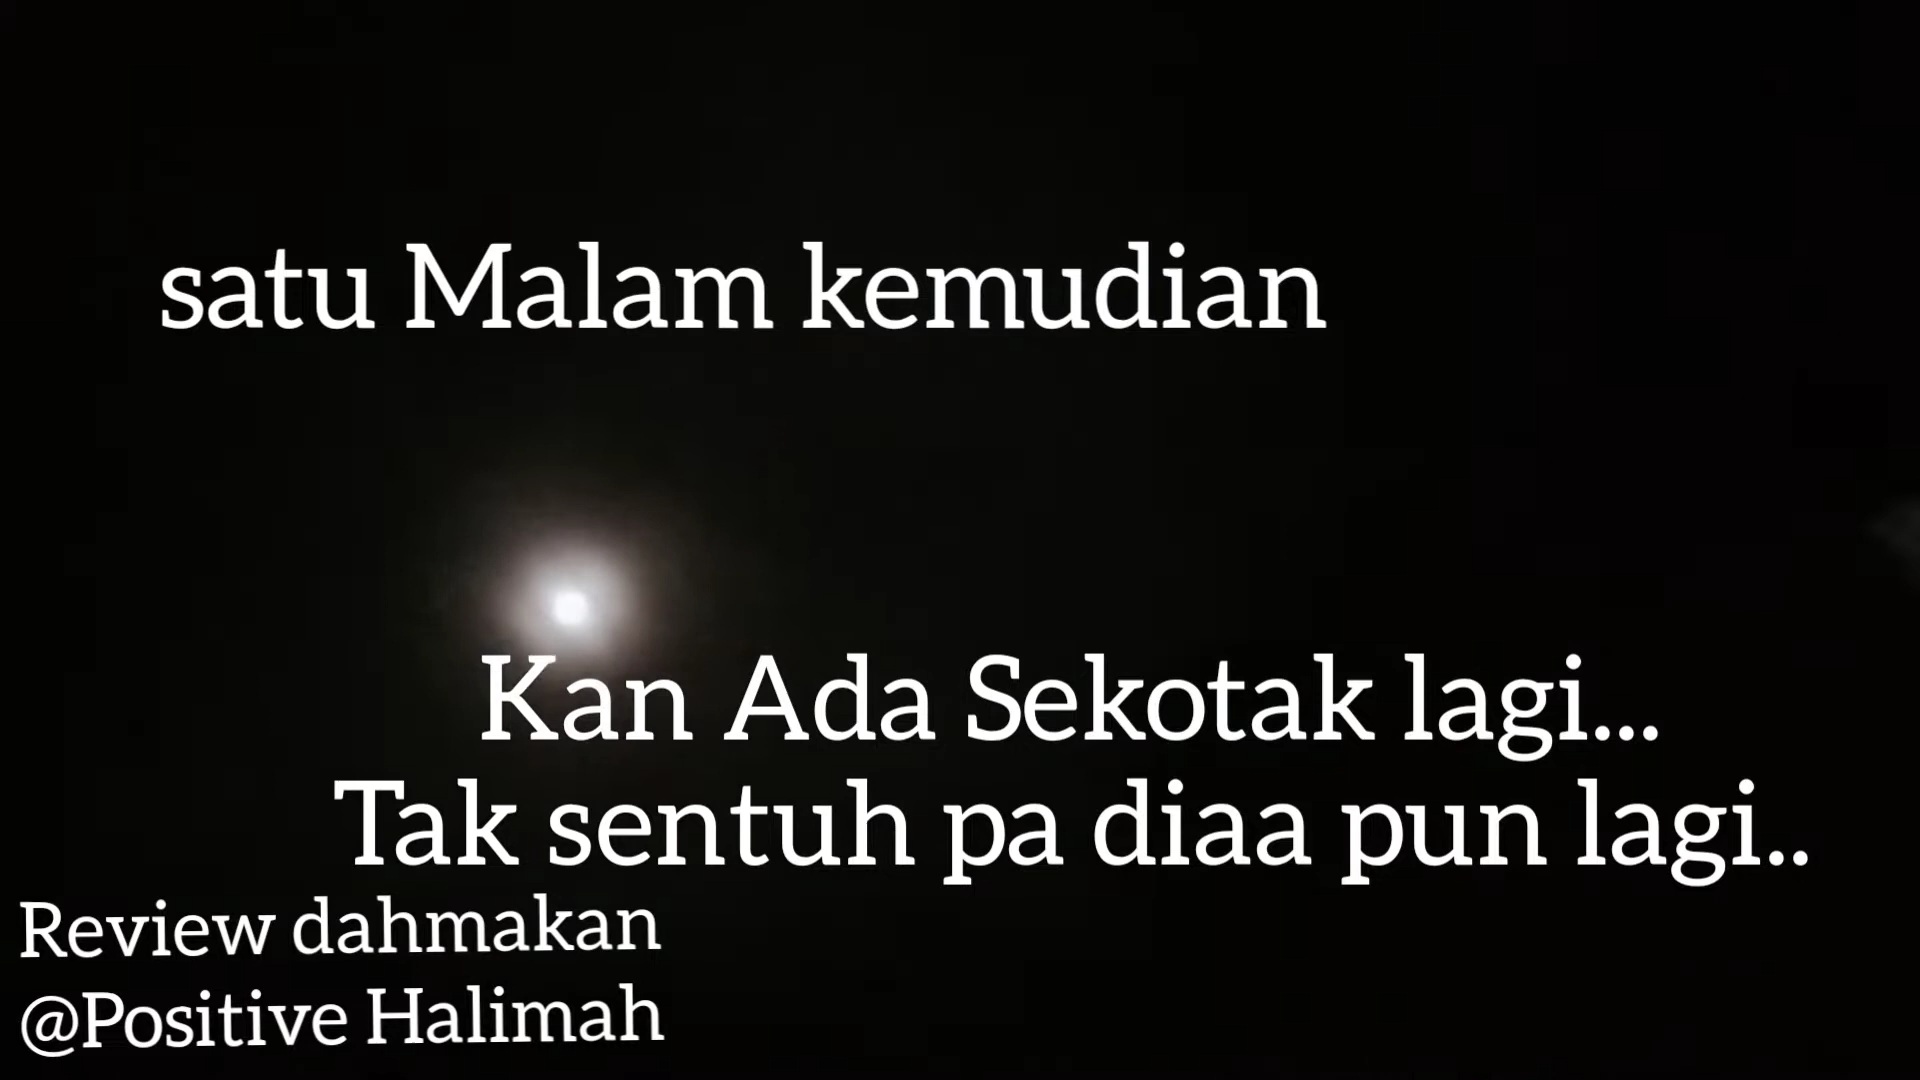 satu Malam kemudian
Kan Ada Sekotak lagi...
Tak sentuh pa diaa pun lagi..
Review dahmakan
@Positive Halimah